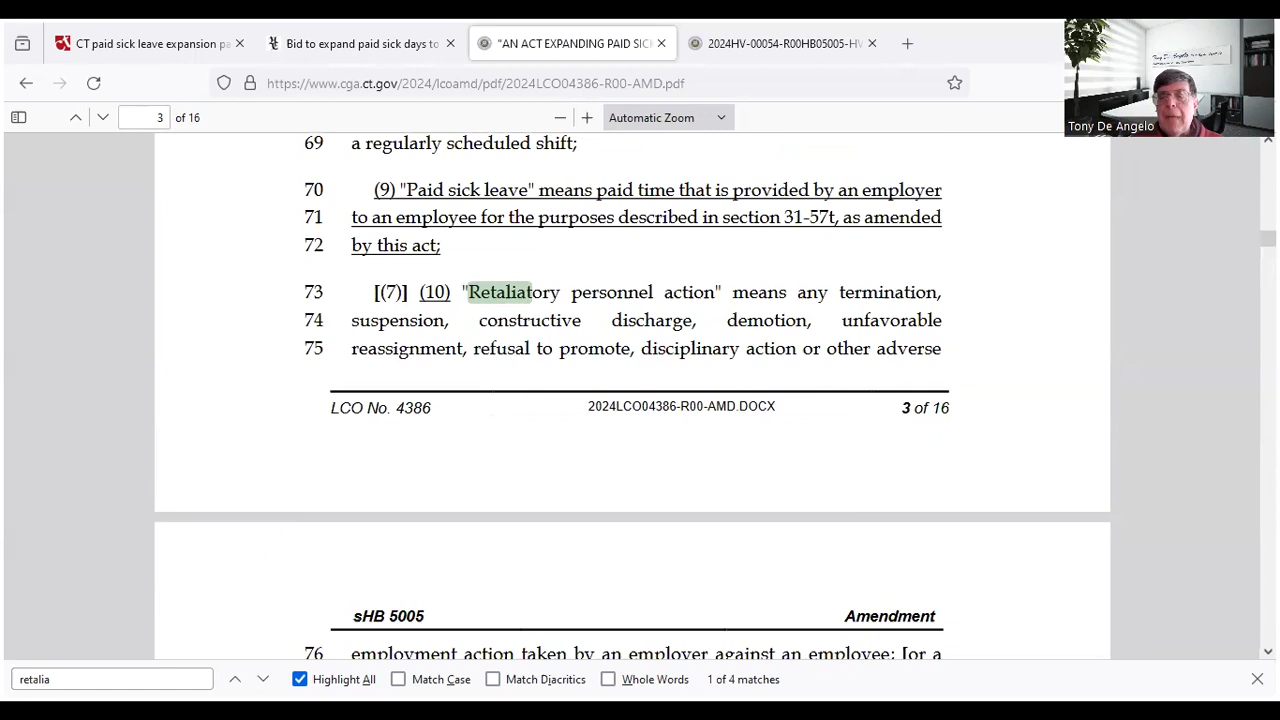 CT paid sick leave expansion pa
Bid to expand paid sick days to
"AN ACT EXPANDING PAID SICK
2024HV-00054-R00HB05005-HV
https://www.cga.ct.gov/2024/lcoamd/pdf/2024LCO04386-R00-AMD.pdf
3 of 16
Automatic Zoom
Tony De Angelo
69 a regularly scheduled shift;
70 (9) "Paid sick leave" means paid time that is provided by an employer
71 to an employee for the purposes described in section 31-57t, as amended
72 by this act;
73 [(7)] (10) "Retaliatory personnel action" means any termination,
74 suspension, constructive discharge, demotion, unfavorable
75 reassignment, refusal to promote, disciplinary action or other adverse
LCO No. 4386 2024LCO04386-R00-AMD.DOCX 3 of 16
sHB 5005 Amendment
76 employment action taken by an employer against an employee; [or a
retalia
Highlight All
Match Case
Match Diacritics
Whole Words
1 of 4 matches